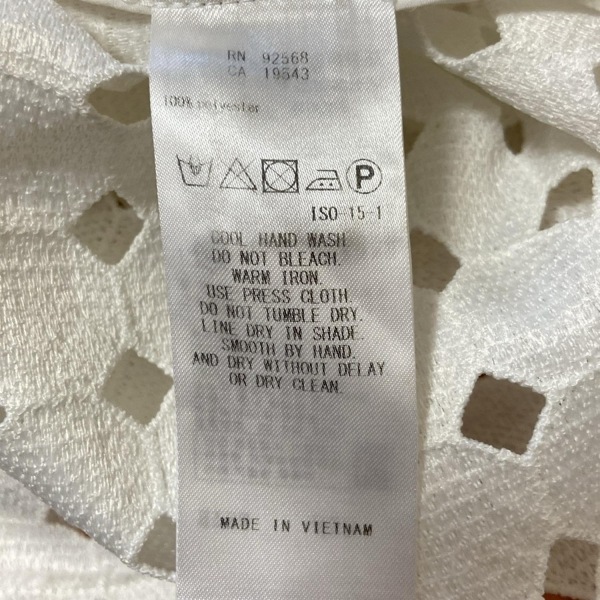 RN 92568
CA 19543
100% polyester
P
ISO-15-1
COOL HAND WASH
DO NOT BLEACH.
WARM IRON.
USE PRESS CLOTH.
DO NOT TUMBLE DRY.
LINE DRY IN SHADE.
SMOOTH BY HAND.
AND DRY WITHOUT DELAY
OR DRY CLEAN.
MADE IN VIETNAM